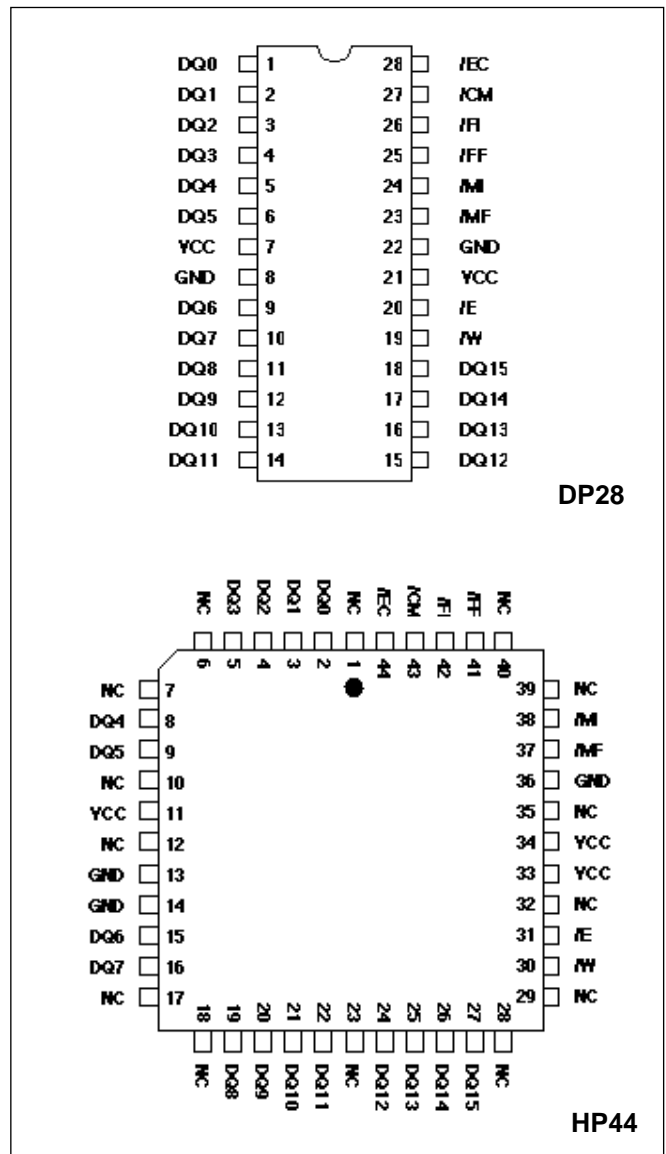 DQ0 1 28 /EC
DQ1 2 27 /CM
DQ2 3 26 /FI
DQ3 4 25 /FF
DQ4 5 24 /MI
DQ5 6 23 /MF
VCC 7 22 GND
GND 8 21 VCC
DQ6 9 20 /E
DQ7 10 19 /W
DQ8 11 18 DQ15
DQ9 12 17 DQ14
DQ10 13 16 DQ13
DQ11 14 15 DQ12
DP28
NC DQ3 DQ2 DQ1 DQ0 NC /EC /CM /FI /FF NC
6 5 4 3 2 1 44 43 42 41 40
NC 7 39 NC
DQ4 8 38 /MI
DQ5 9 37 /MF
NC 10 36 GND
VCC 11 35 NC
NC 12 34 VCC
GND 13 33 VCC
GND 14 32 NC
DQ6 15 31 /E
DQ7 16 30 /W
NC 17 29 NC
18 19 20 21 22 23 24 25 26 27 28
NC DQ8 DQ9 DQ10 DQ11 NC DQ12 DQ13 DQ14 DQ15 NC
HP44